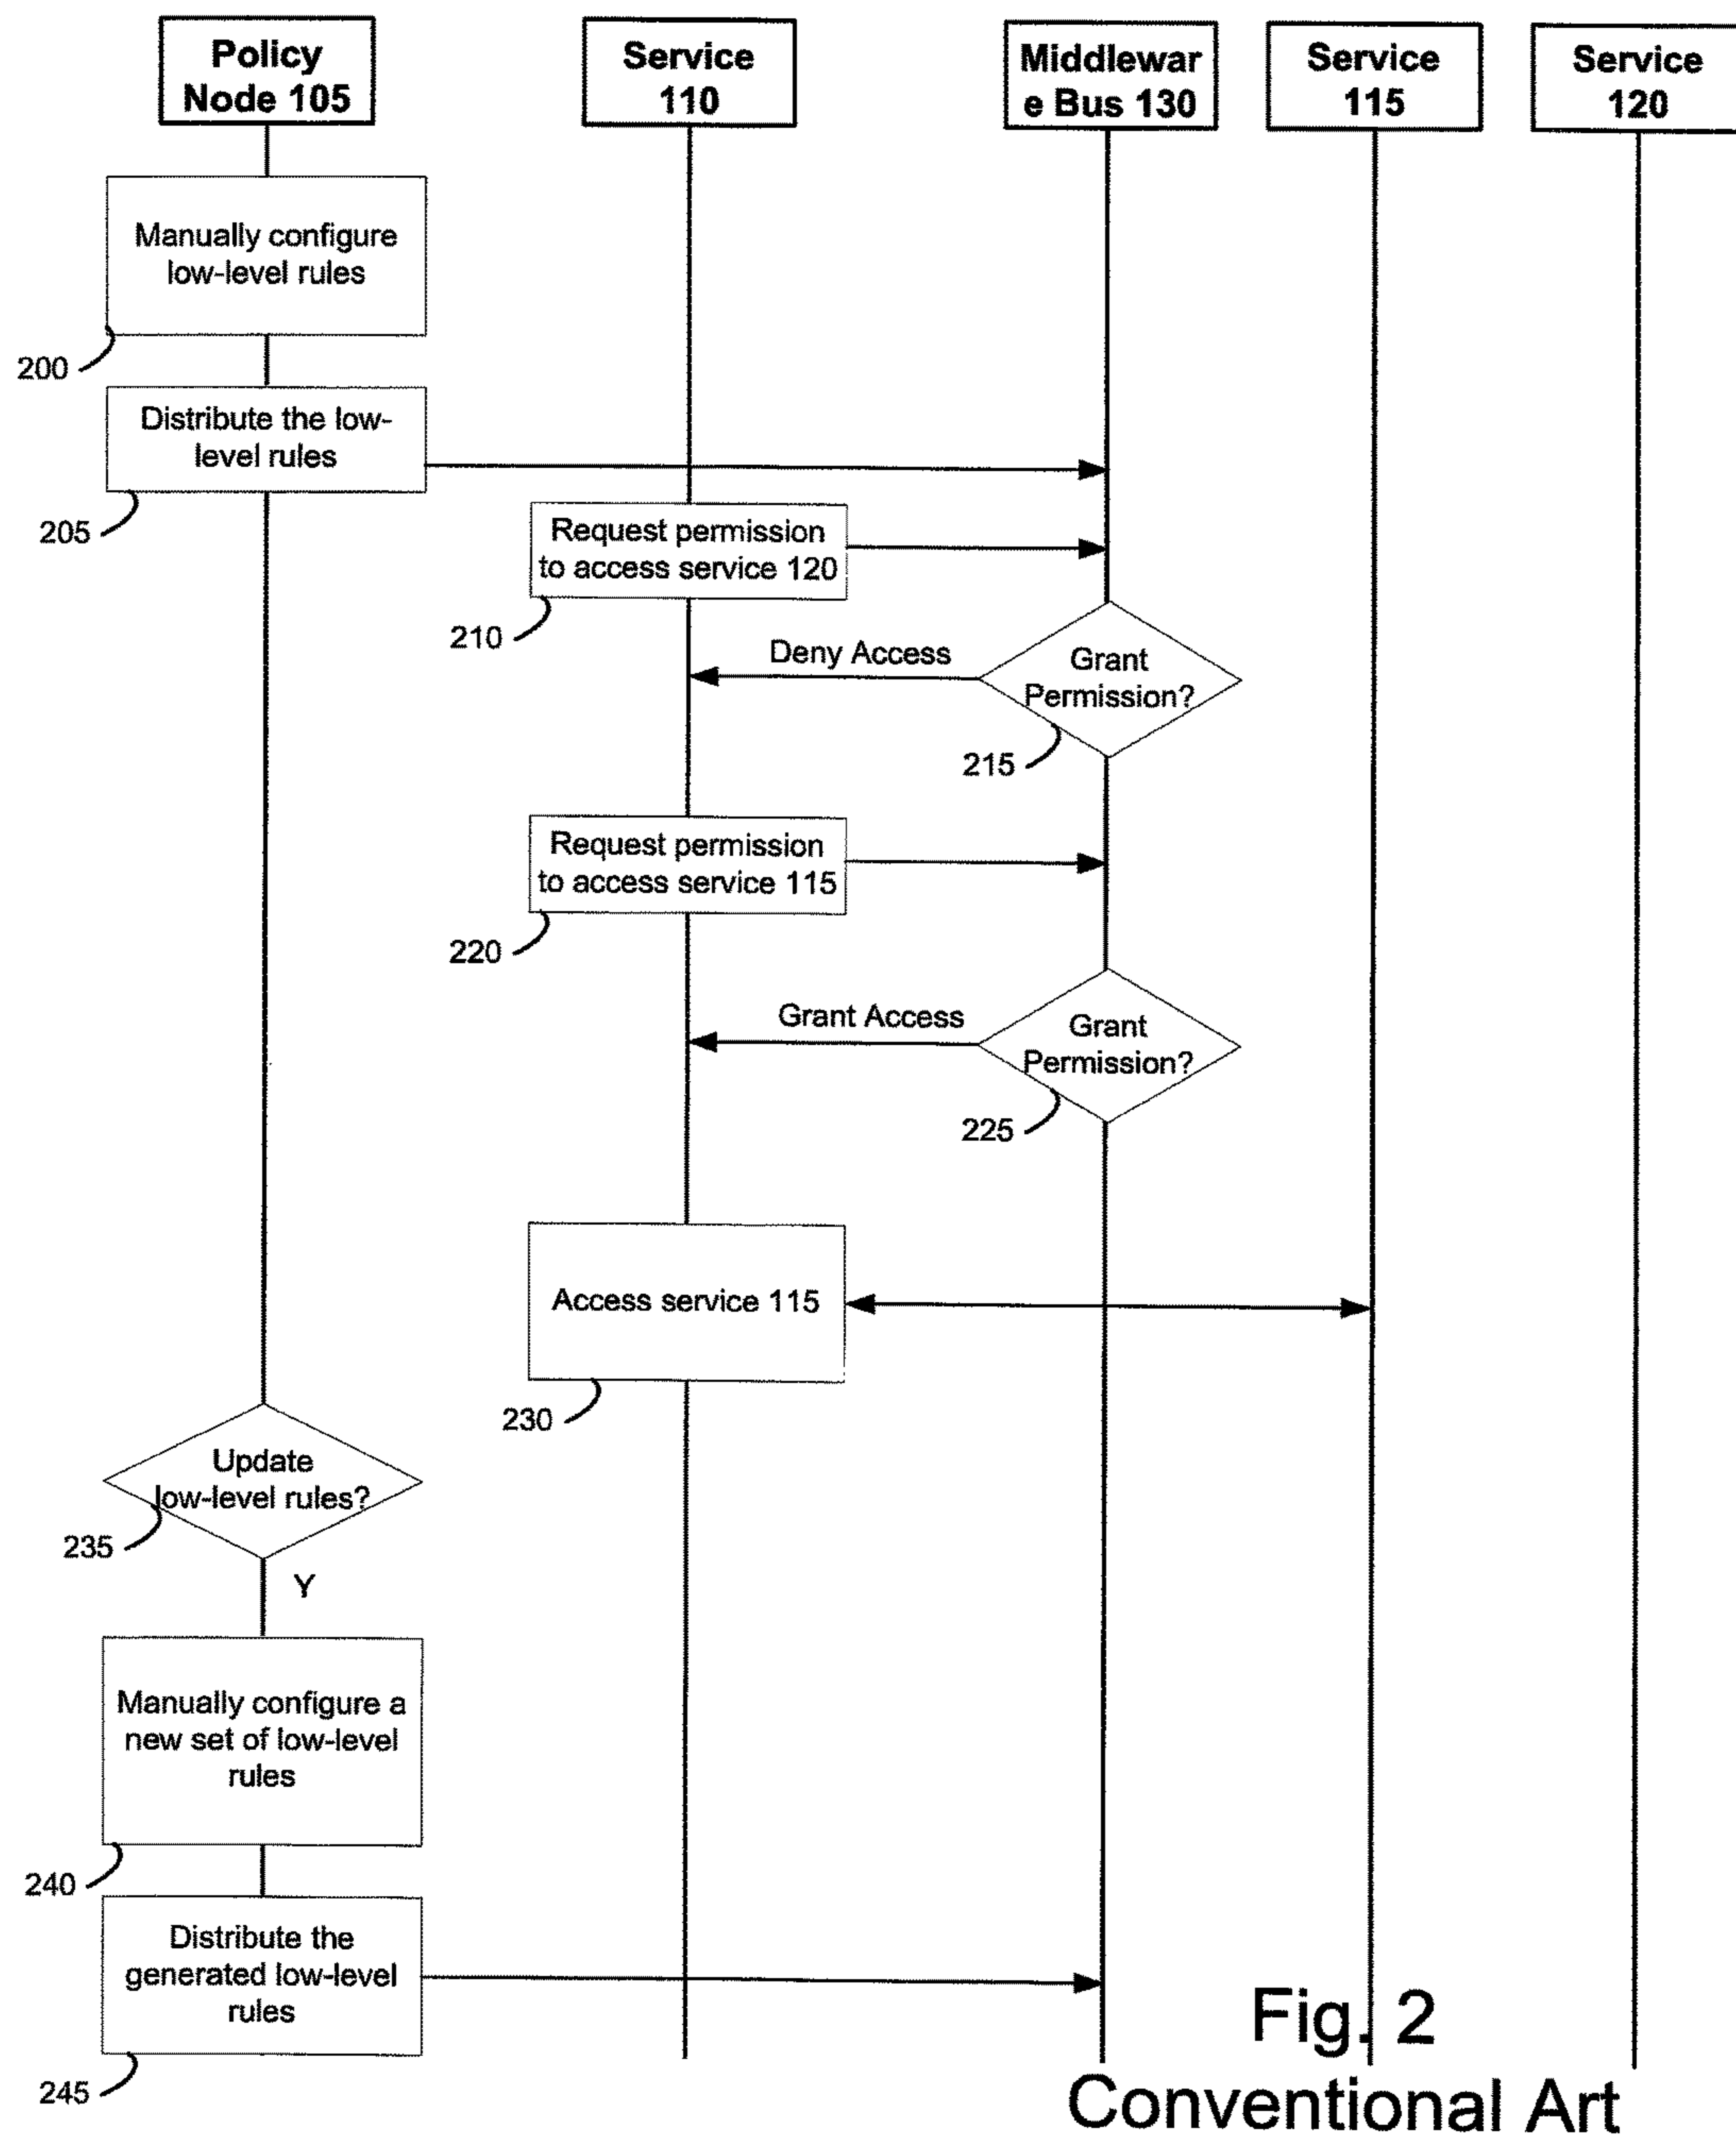 Policy
Node 105
Service
110
Middlewar
e Bus 130
Service
115
Service
120
Manually configure
low-level rules
200
Distribute the low-
level rules
205
Request permission
to access service 120
210
Deny Access
Grant
Permission?
215
Request permission
to access service 115
220
Grant Access
Grant
Permission?
225
Access service 115
230
Update
low-level rules?
235
Y
Manually configure a
new set of low-level
rules
240
Distribute the
generated low-level
rules
245
Fig. 2
Conventional Art